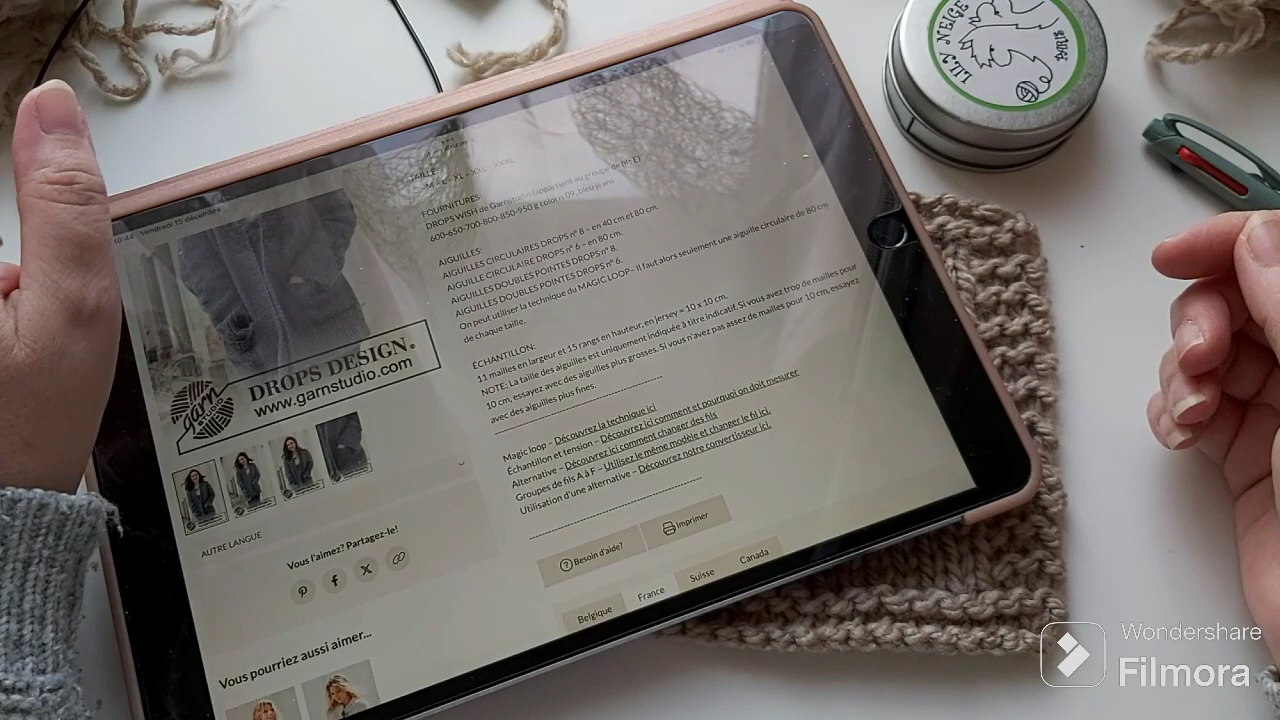 10:44 Vendredi 15 décembre
TAILLE
M - L - XL - XXL - XXXL
FOURNITURES
DROPS WISH de Garnstudio (appartient au groupe de fils E)
600-650-700-800-850-950 g coloris 09, bleu jeans
AIGUILLES:
AIGUILLES CIRCULAIRES DROPS n° 8 – en 40 cm et 80 cm.
AIGUILLE CIRCULAIRE DROPS n° 6 – en 80 cm.
AIGUILLES DOUBLES POINTES DROPS n° 8.
AIGUILLES DOUBLES POINTES DROPS n° 6.
On peut utiliser la technique du MAGIC LOOP – Il faut alors seulement une aiguille circulaire de 80 cm
de chaque taille.
ÉCHANTILLON:
11 mailles en largeur et 15 rangs en hauteur, en jersey = 10 x 10 cm.
NOTE: La taille des aiguilles est uniquement indiquée à titre indicatif. Si vous avez trop de mailles pour
10 cm, essayez avec des aiguilles plus grosses. Si vous n'avez pas assez de mailles pour 10 cm, essayez
avec des aiguilles plus fines.
----------------------------------------
Magic loop – Découvrez la technique ici
Échantillon et tension – Découvrez ici comment et pourquoi on doit mesurer
Alternative – Découvrez ici comment changer des fils
Groupes de fils A à F – Utilisez le même modèle et changer le fil ici.
Utilisation d'une alternative – Découvrez notre convertisseur ici.
----------------------------------------
Besoin d'aide?
Imprimer
Belgique
France
Suisse
Canada
garn
STUDIO
DROPS DESIGN.
www.garnstudio.com
AUTRE LANGUE
Vous l'aimez? Partagez-le!
Vous pourriez aussi aimer...
LILY NEIGE
Wondershare
Filmora